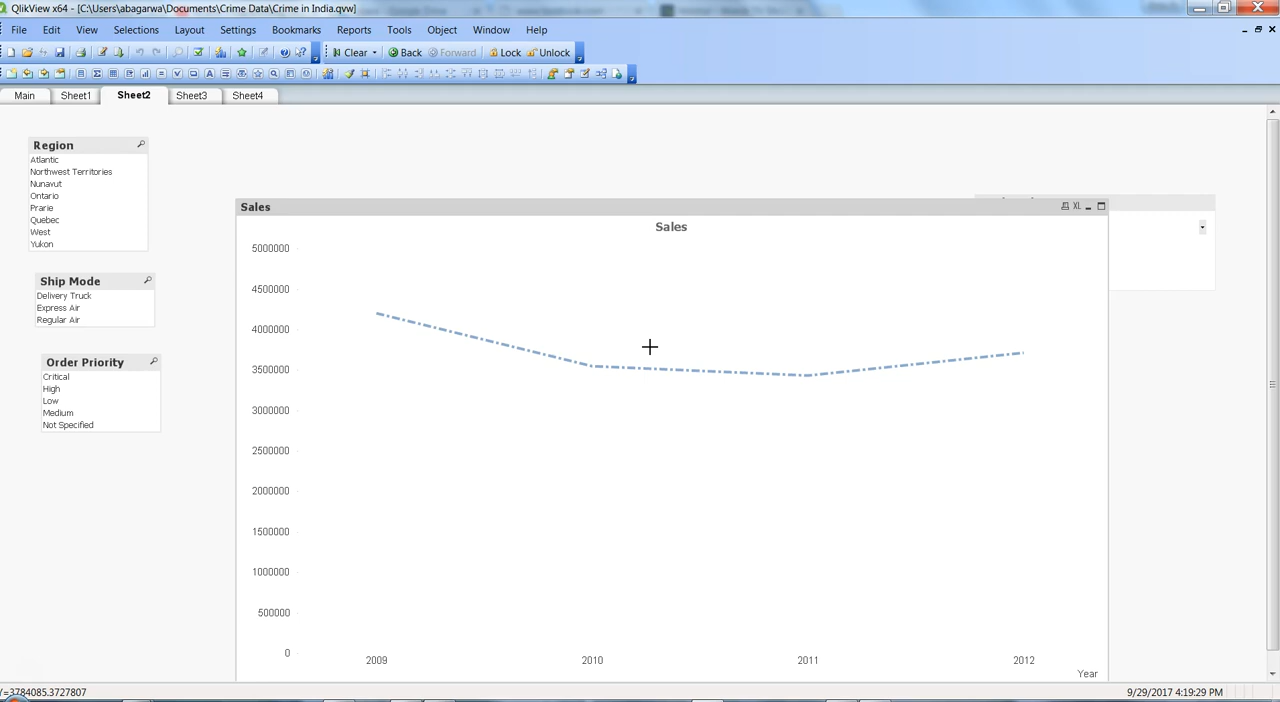 QlikView x64 - [C:\Users\abagarwa\Documents\Crime Data\Crime in India.qvw]
File Edit View Selections Layout Settings Bookmarks Reports Tools Object Window Help
Clear Back Forward Lock Unlock
Main Sheet1 Sheet2 Sheet3 Sheet4
Region
Atlantic
Northwest Territories
Nunavut
Ontario
Prarie
Quebec
West
Yukon
Ship Mode
Delivery Truck
Express Air
Regular Air
Order Priority
Critical
High
Low
Medium
Not Specified
Sales XL
Sales
5000000
4500000
4000000
3500000
3000000
2500000
2000000
1500000
1000000
500000
0
2009 2010 2011 2012
Year
Y=3784085.3727807 9/29/2017 4:19:29 PM